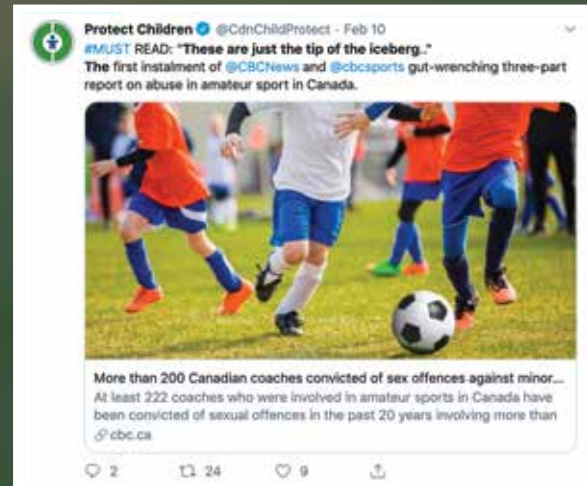 Protect Children @CdnChildProtect - Feb 10
#MUST READ: "These are just the tip of the iceberg.."
The first instalment of @CBCNews and @cbcsports gut-wrenching three-part
report on abuse in amateur sport in Canada.
More than 200 Canadian coaches convicted of sex offences against minor...
At least 222 coaches who were involved in amateur sports in Canada have
been convicted of sexual offences in the past 20 years involving more than
cbc.ca
2 24 9